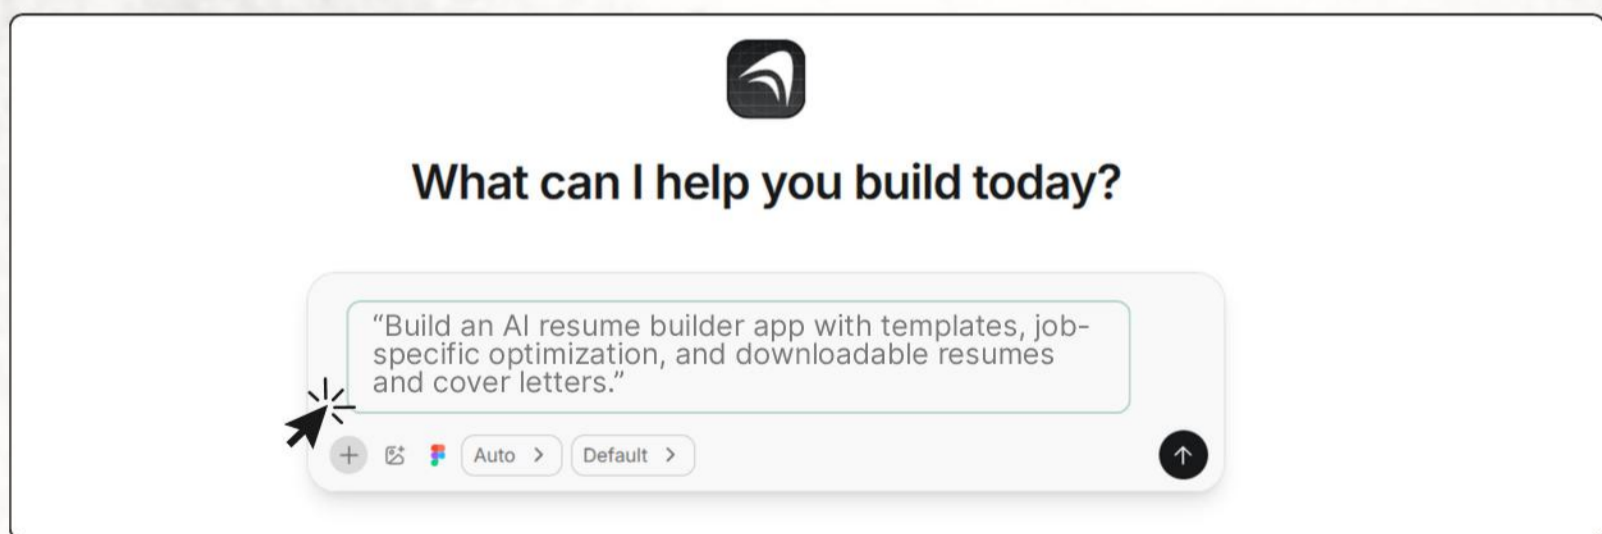 What can I help you build today?
“Build an AI resume builder app with templates, job-
specific optimization, and downloadable resumes
and cover letters.”
Auto
Default